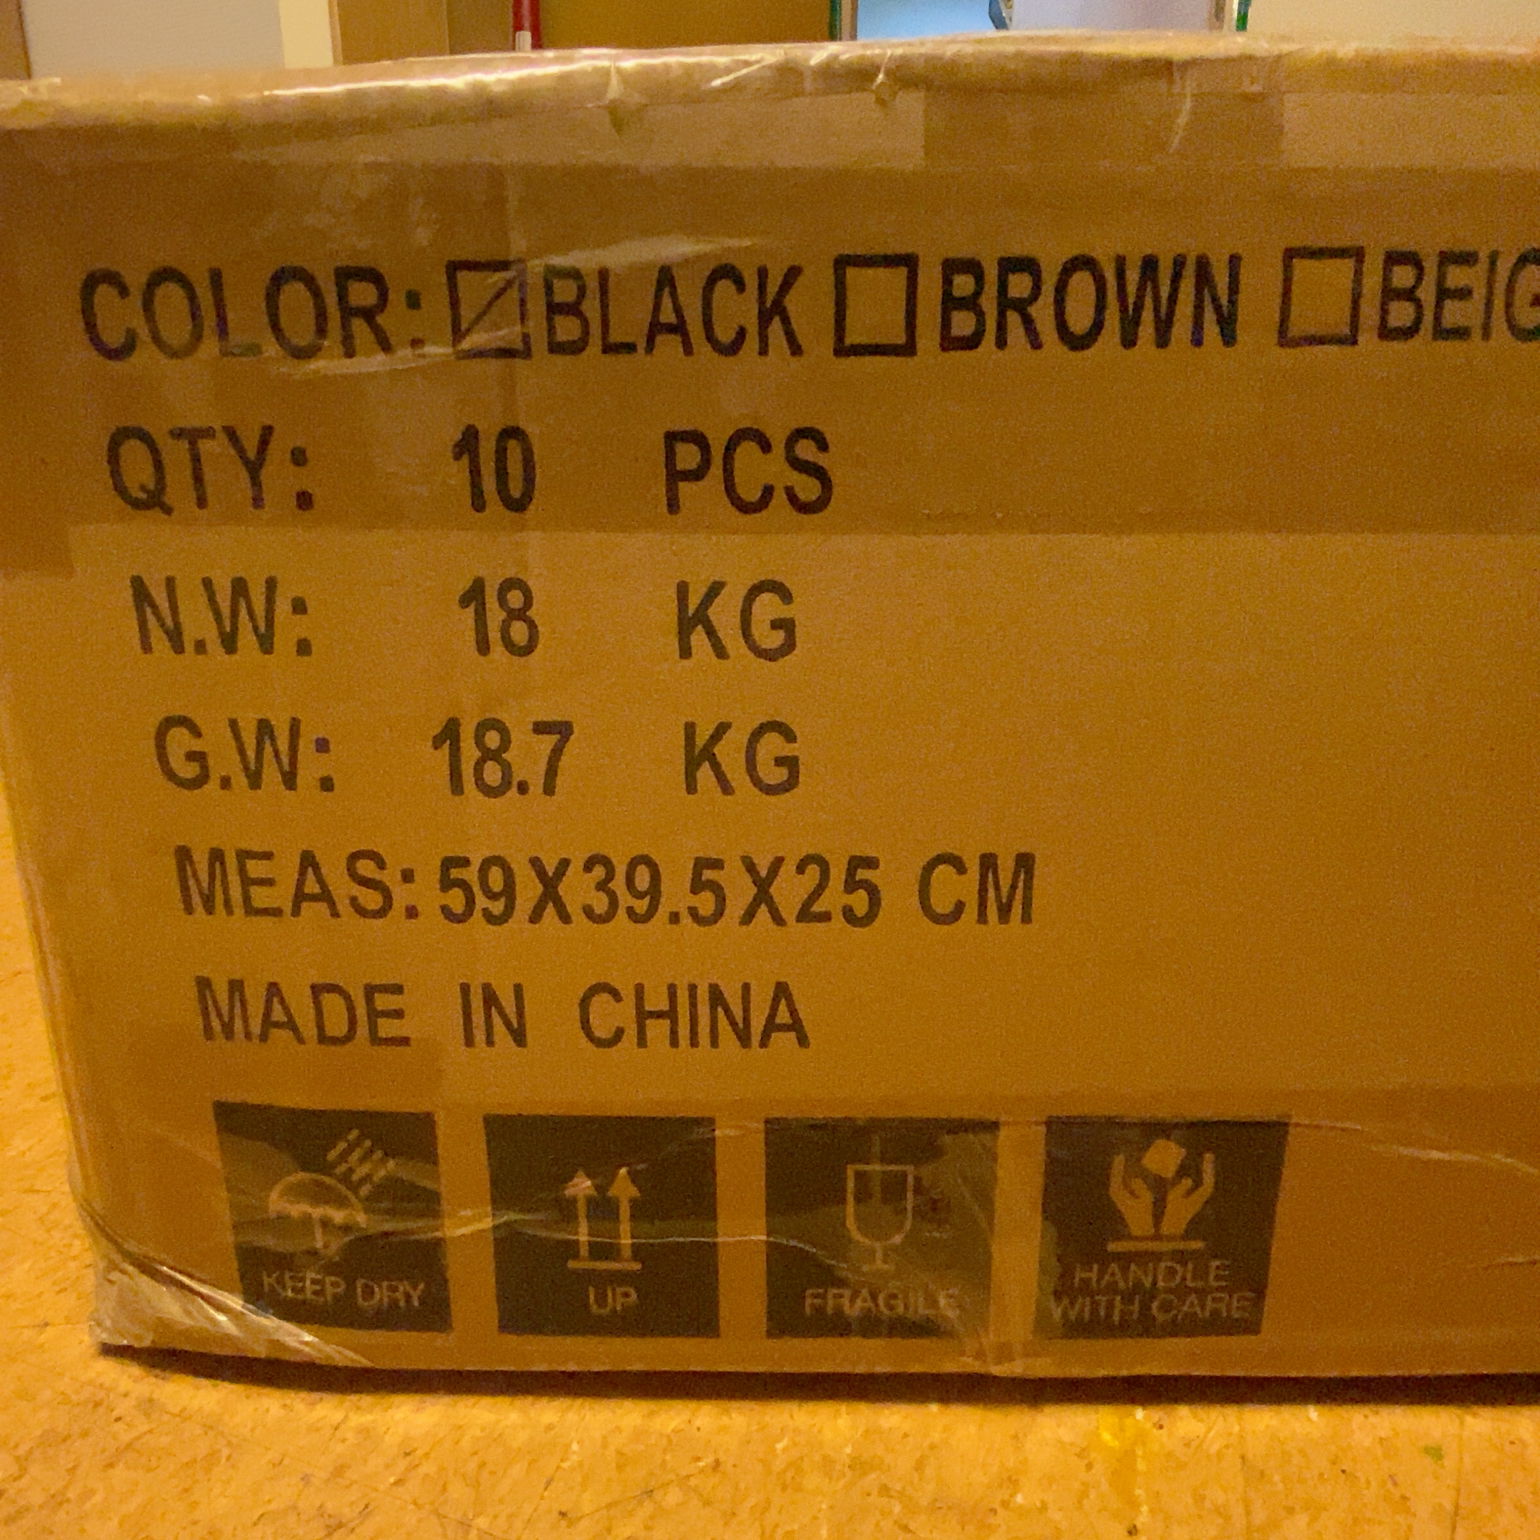 COLOR: ☑BLACK ☐BROWN ☐BEIG
QTY: 10 PCS
N.W: 18 KG
G.W: 18.7 KG
MEAS: 59X39.5X25 CM
MADE IN CHINA
KEEP DRY
UP
FRAGILE
HANDLE
WITH CARE